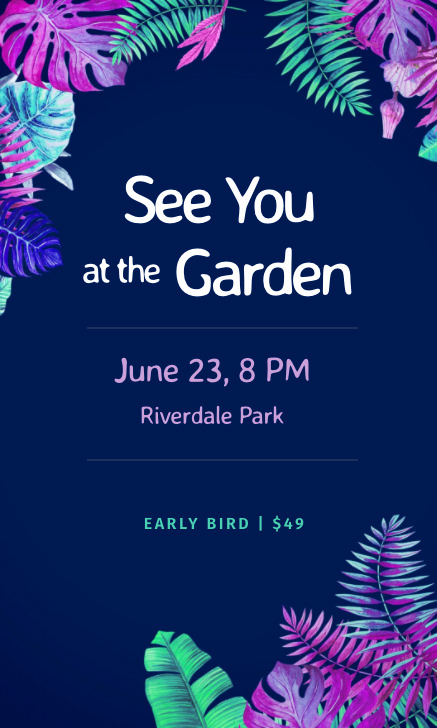 See You
at the Garden
June 23, 8 PM
Riverdale Park
EARLY BIRD | $49